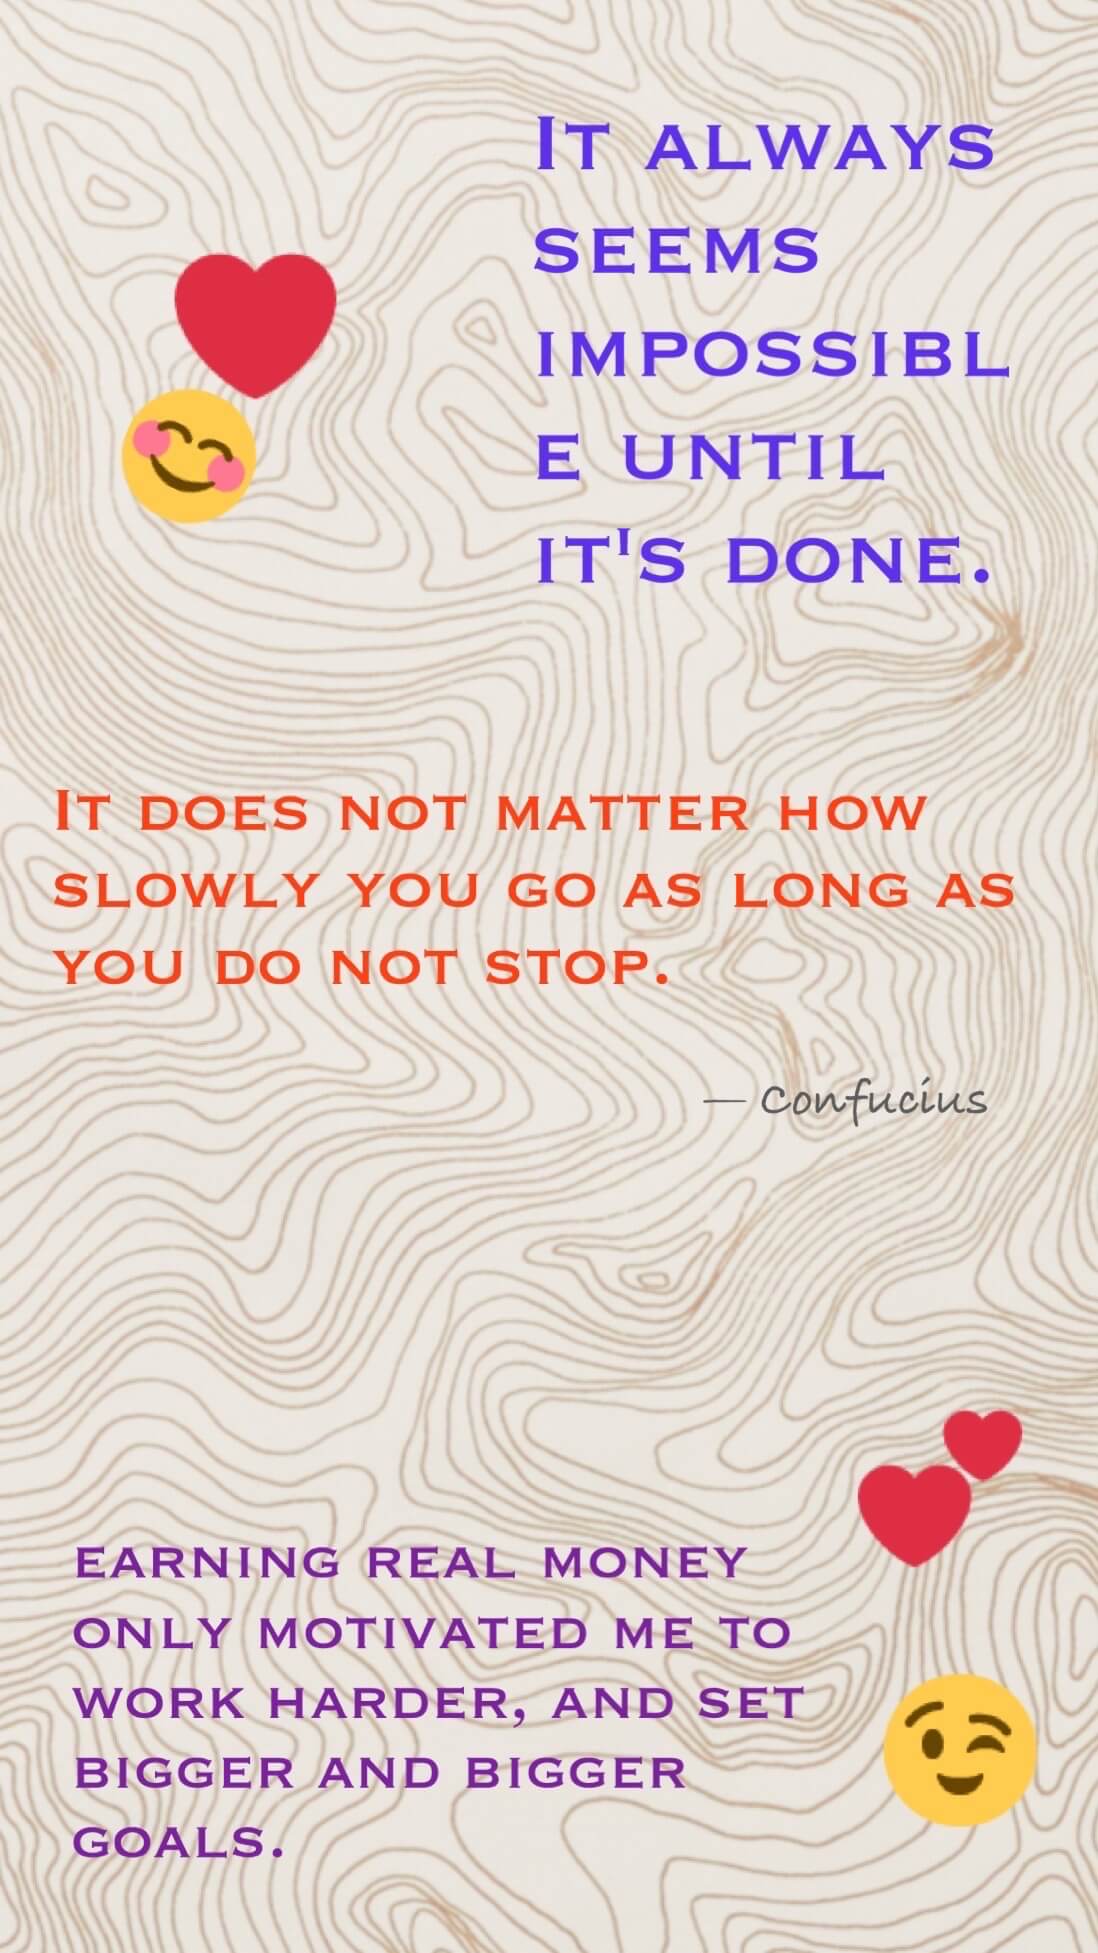 It always
seems
impossibl
e until
it's done.
It does not matter how
slowly you go as long as
you do not stop.
— Confucius
earning real money
only motivated me to
work harder, and set
bigger and bigger
goals.